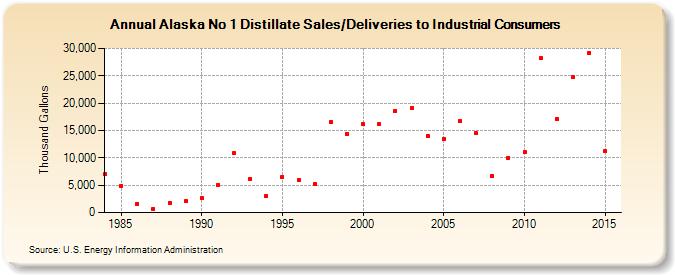 Annual Alaska No 1 Distillate Sales/Deliveries to Industrial Consumers
Thousand Gallons
30,000
25,000
20,000
15,000
10,000
5,000
0
1985 1990 1995 2000 2005 2010 2015
Source: U.S. Energy Information Administration